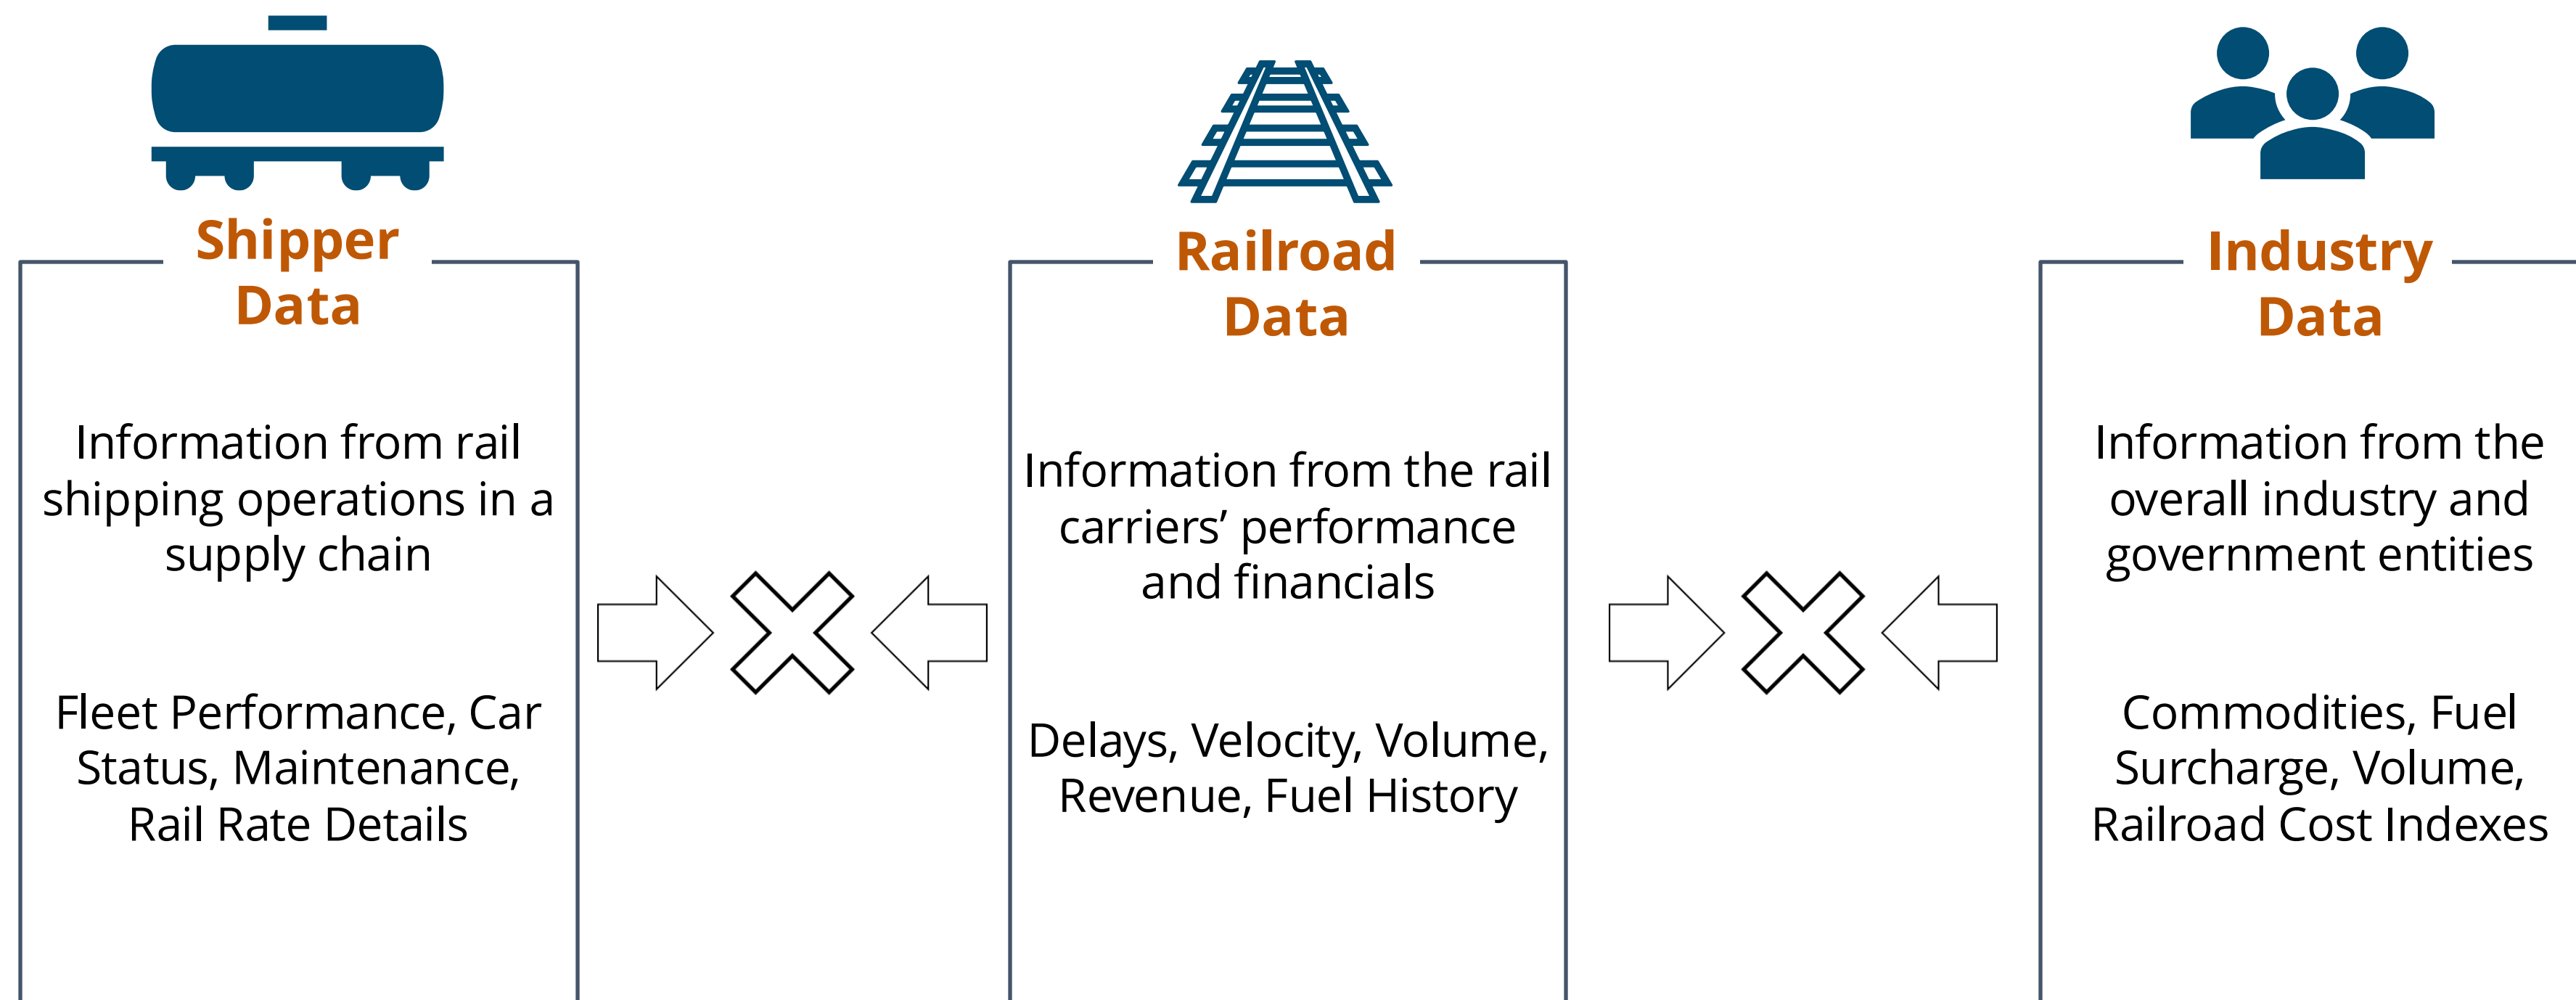 Shipper
Data
Information from rail
shipping operations in a
supply chain
Fleet Performance, Car
Status, Maintenance,
Rail Rate Details
Railroad
Data
Information from the rail
carriers’ performance
and financials
Delays, Velocity, Volume,
Revenue, Fuel History
Industry
Data
Information from the
overall industry and
government entities
Commodities, Fuel
Surcharge, Volume,
Railroad Cost Indexes